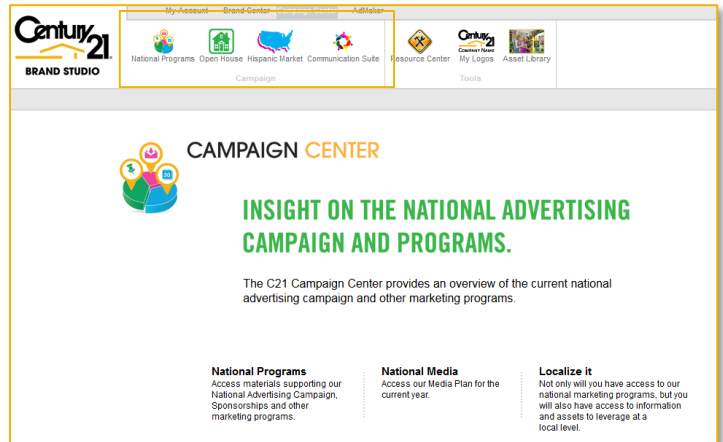 My Account Brand Center AdMaker
Century 21
BRAND STUDIO
National Programs Open House Hispanic Market Communication Suite Resource Center My Logos Asset Library
Century 21
COMPANY NAME
Campaign Tools
CAMPAIGN CENTER
30
INSIGHT ON THE NATIONAL ADVERTISING
CAMPAIGN AND PROGRAMS.
The C21 Campaign Center provides an overview of the current national
advertising campaign and other marketing programs.
National Programs
Access materials supporting our
National Advertising Campaign,
Sponsorships and other
marketing programs.
National Media
Access our Media Plan for the
current year.
Localize it
Not only will you have access to our
national marketing programs, but you
will also have access to information
and assets to leverage at a
local level.